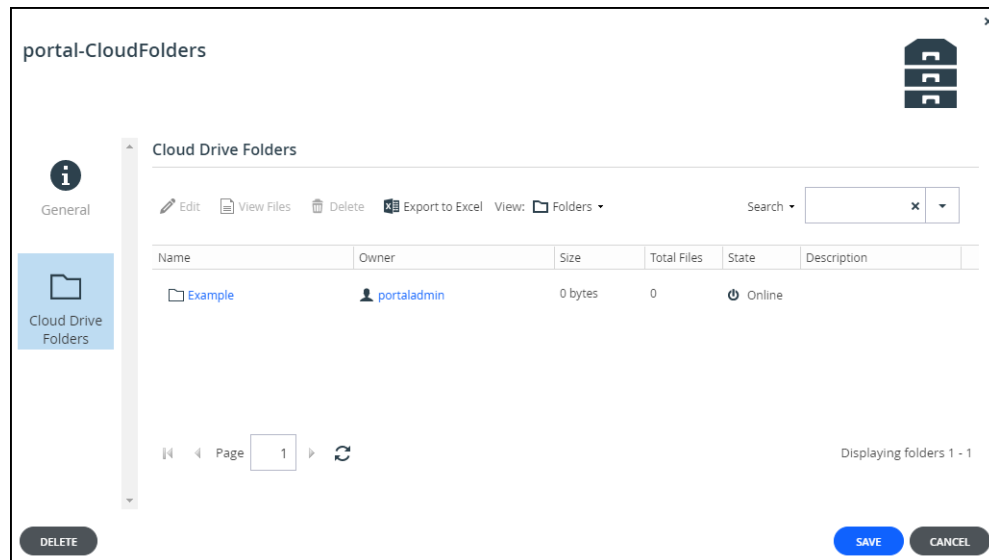 portal-CloudFolders
General
Cloud Drive
Folders
Cloud Drive Folders
Edit View Files Delete Export to Excel View: Folders Search
Name Owner Size Total Files State Description
Example portaladmin 0 bytes 0 Online
Page 1 Displaying folders 1 - 1
DELETE SAVE CANCEL